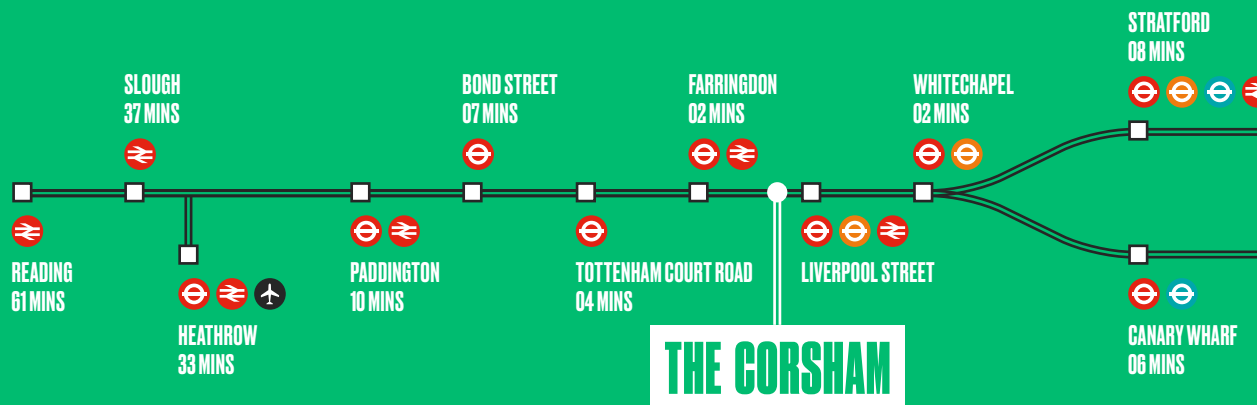 STRATFORD
08 MINS
SLOUGH
37 MINS
BOND STREET
07 MINS
FARRINGDON
02 MINS
WHITECHAPEL
02 MINS
READING
61 MINS
PADDINGTON
10 MINS
TOTTENHAM COURT ROAD
04 MINS
LIVERPOOL STREET
HEATHROW
33 MINS
CANARY WHARF
06 MINS
THE CORSHAM